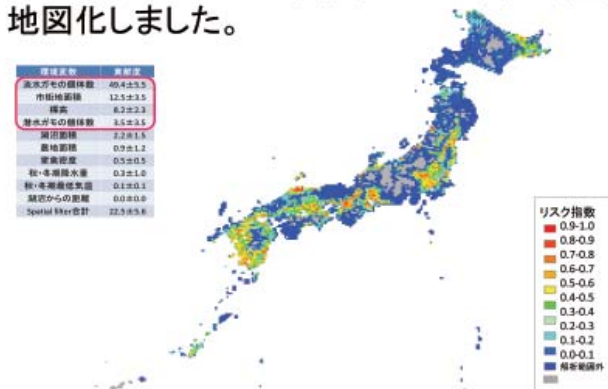 地図化しました。
環境変数 貢献度
淡水ガモの個体数 49.4±5.5
市街地面積 12.5±3.5
標高 8.2±2.3
潜水ガモの個体数 3.5±3.5
湖沼面積 2.2±1.5
農地面積 0.9±1.2
家禽密度 0.5±0.5
秋・冬期降水量 0.3±1.0
秋・冬期最低気温 0.1±0.1
湖沼からの距離 0.0±0.0
Spatial filter合計 22.5±5.8
リスク指数
0.9-1.0
0.8-0.9
0.7-0.8
0.6-0.7
0.5-0.6
0.4-0.5
0.3-0.4
0.2-0.3
0.1-0.2
0.0-0.1
解析範囲外